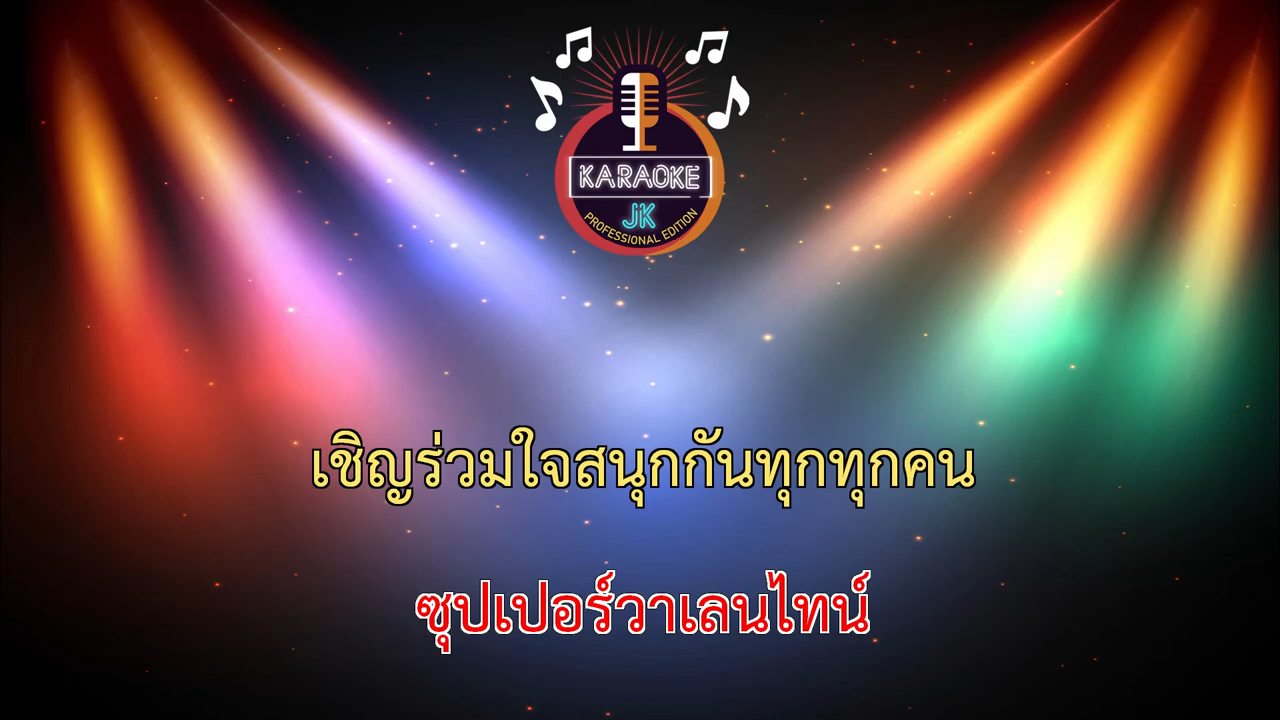 KARAOKE
JK
PROFESSIONAL EDITION
เชิญร่วมใจสนุกกันทุกทุกคน
ซุปเปอร์วาเลนไทน์